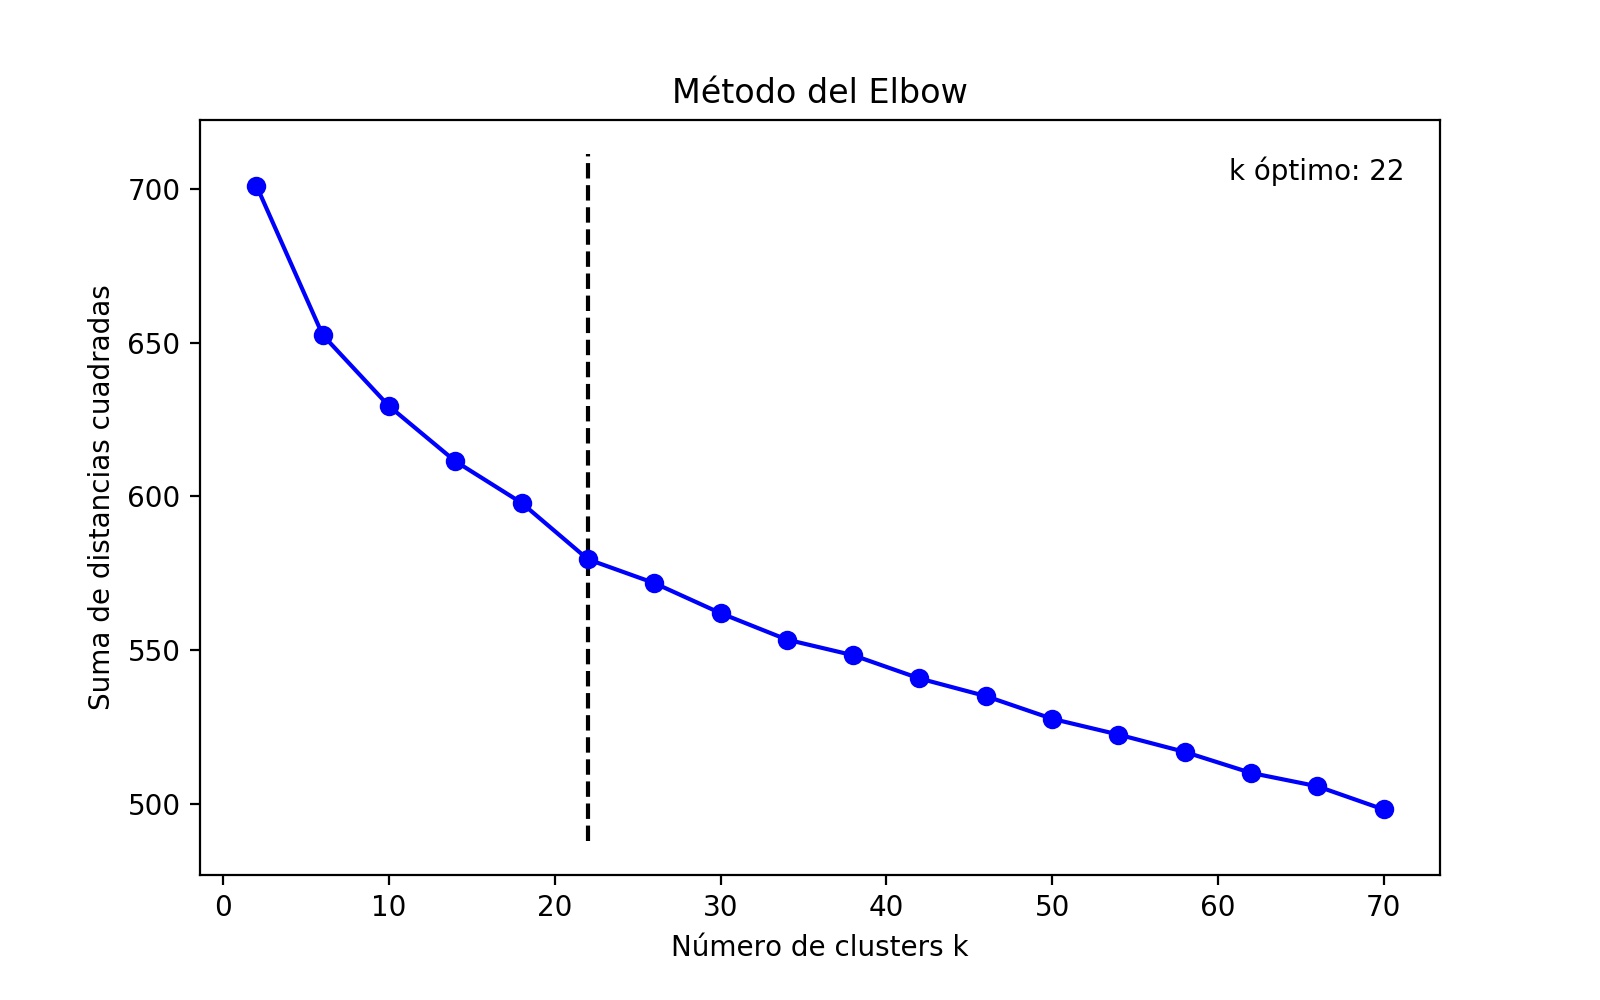 Método del Elbow
k óptimo: 22
Suma de distancias cuadradas
700
650
600
550
500
0 10 20 30 40 50 60 70
Número de clusters k